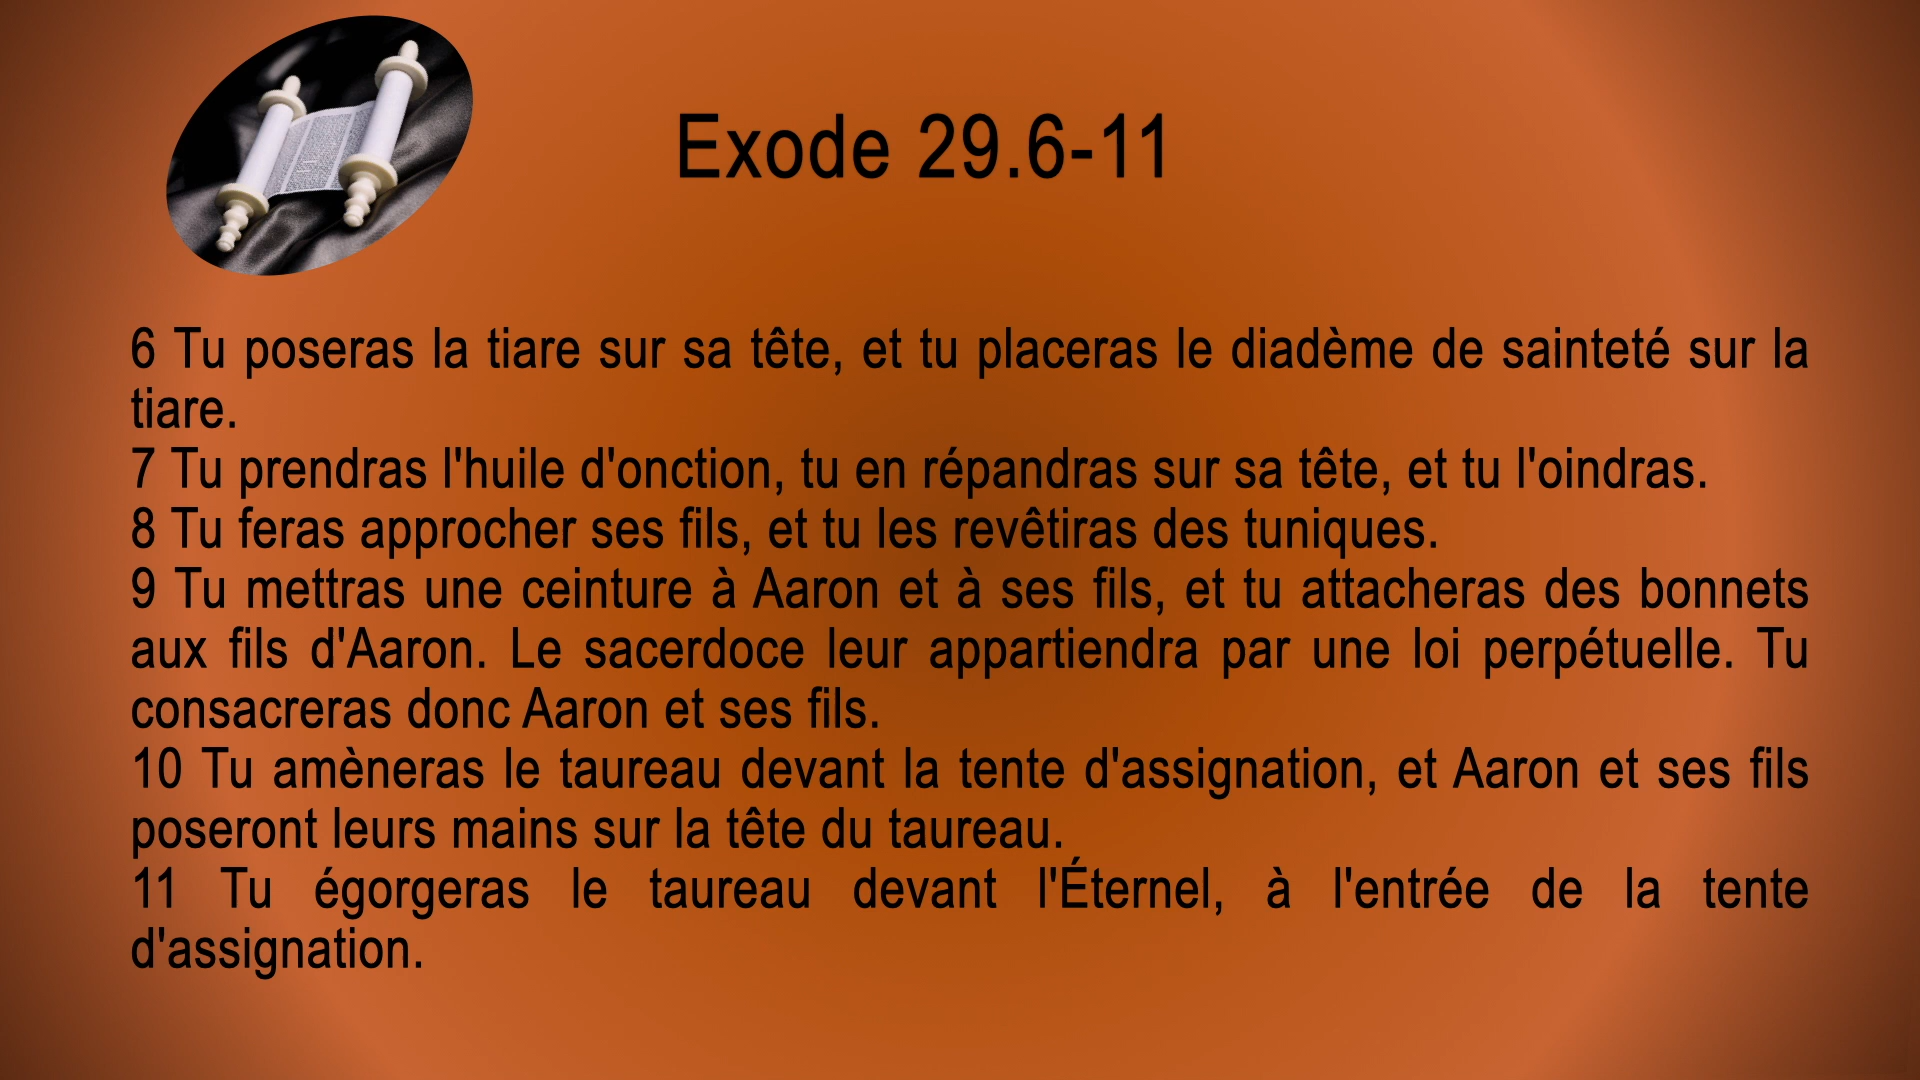 Exode 29.6-11
6 Tu poseras la tiare sur sa tête, et tu placeras le diadème de sainteté sur la
tiare.
7 Tu prendras l'huile d'onction, tu en répandras sur sa tête, et tu l'oindras.
8 Tu feras approcher ses fils, et tu les revêtiras des tuniques.
9 Tu mettras une ceinture à Aaron et à ses fils, et tu attacheras des bonnets
aux fils d'Aaron. Le sacerdoce leur appartiendra par une loi perpétuelle. Tu
consacreras donc Aaron et ses fils.
10 Tu amèneras le taureau devant la tente d'assignation, et Aaron et ses fils
poseront leurs mains sur la tête du taureau.
11 Tu égorgeras le taureau devant l'Éternel, à l'entrée de la tente
d'assignation.